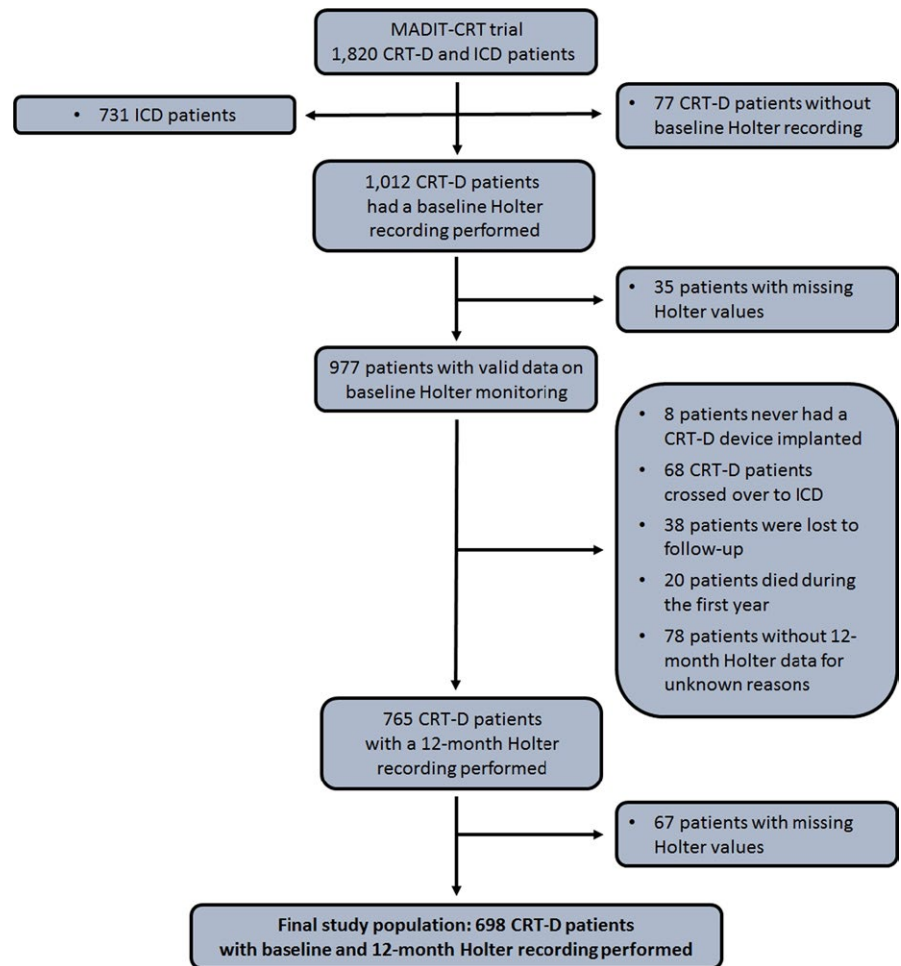 MADIT-CRT trial
1,820 CRT-D and ICD patients
• 731 ICD patients
• 77 CRT-D patients without
baseline Holter recording
1,012 CRT-D patients
had a baseline Holter
recording performed
• 35 patients with missing
Holter values
977 patients with valid data on
baseline Holter monitoring
• 8 patients never had a
CRT-D device implanted
• 68 CRT-D patients
crossed over to ICD
• 38 patients were lost to
follow-up
• 20 patients died during
the first year
• 78 patients without 12-
month Holter data for
unknown reasons
765 CRT-D patients
with a 12-month Holter
recording performed
• 67 patients with missing
Holter values
Final study population: 698 CRT-D patients
with baseline and 12-month Holter recording performed